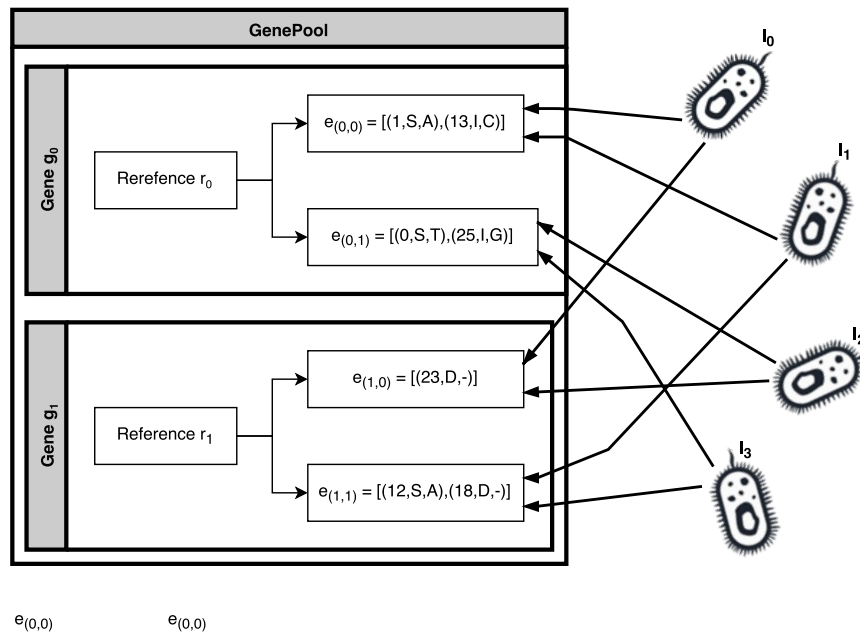 GenePool
I0
Gene g0
Rerefence r0
e(0,0) = [(1,S,A),(13,I,C)]
e(0,1) = [(0,S,T),(25,I,G)]
I1
Gene g1
Reference r1
e(1,0) = [(23,D,-)]
e(1,1) = [(12,S,A),(18,D,-)]
I2
I3
e(0,0) e(0,0)